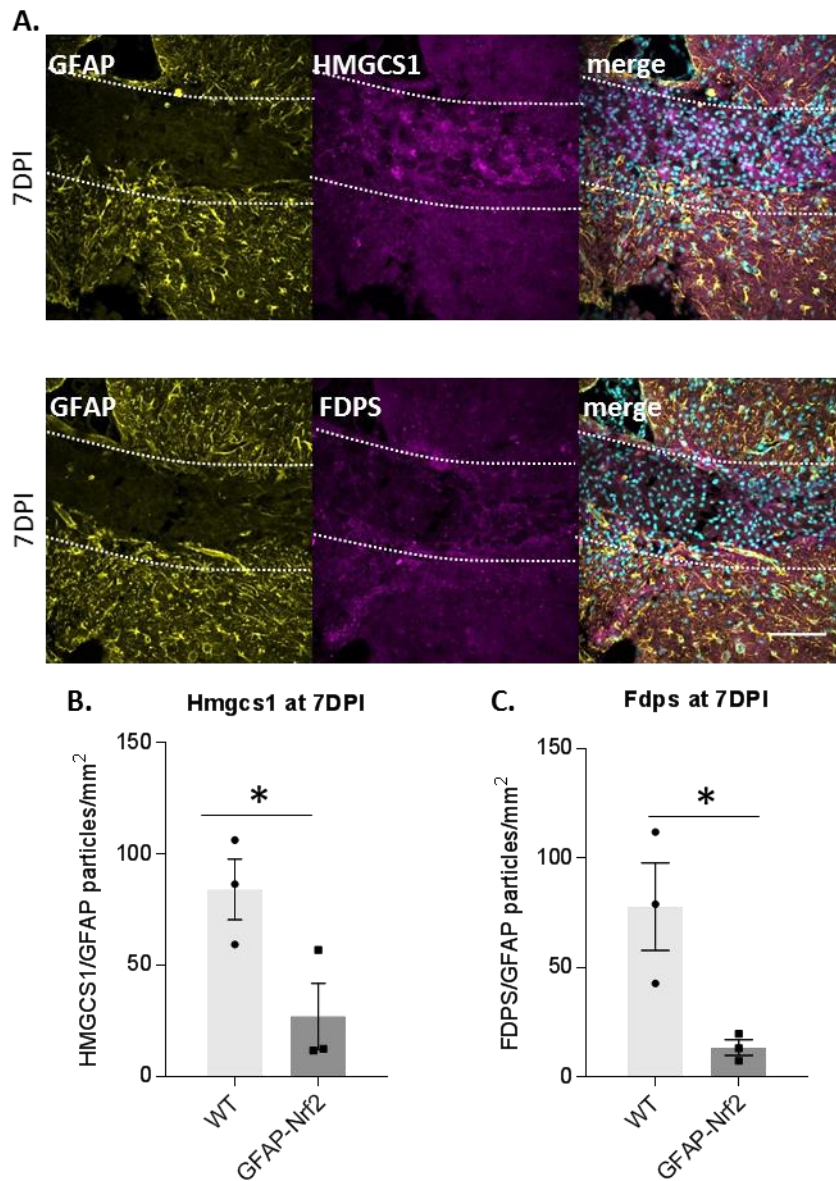 A.
GFAP HMGCS1 merge
7DPI
GFAP FDPS merge
7DPI
B. Hmgcs1 at 7DPI
HMGCS1/GFAP particles/mm²
150
100
50
0
*
WT
GFAP-Nrf2
C. Fdps at 7DPI
FDPS/GFAP particles/mm²
150
100
50
0
*
WT
GFAP-Nrf2